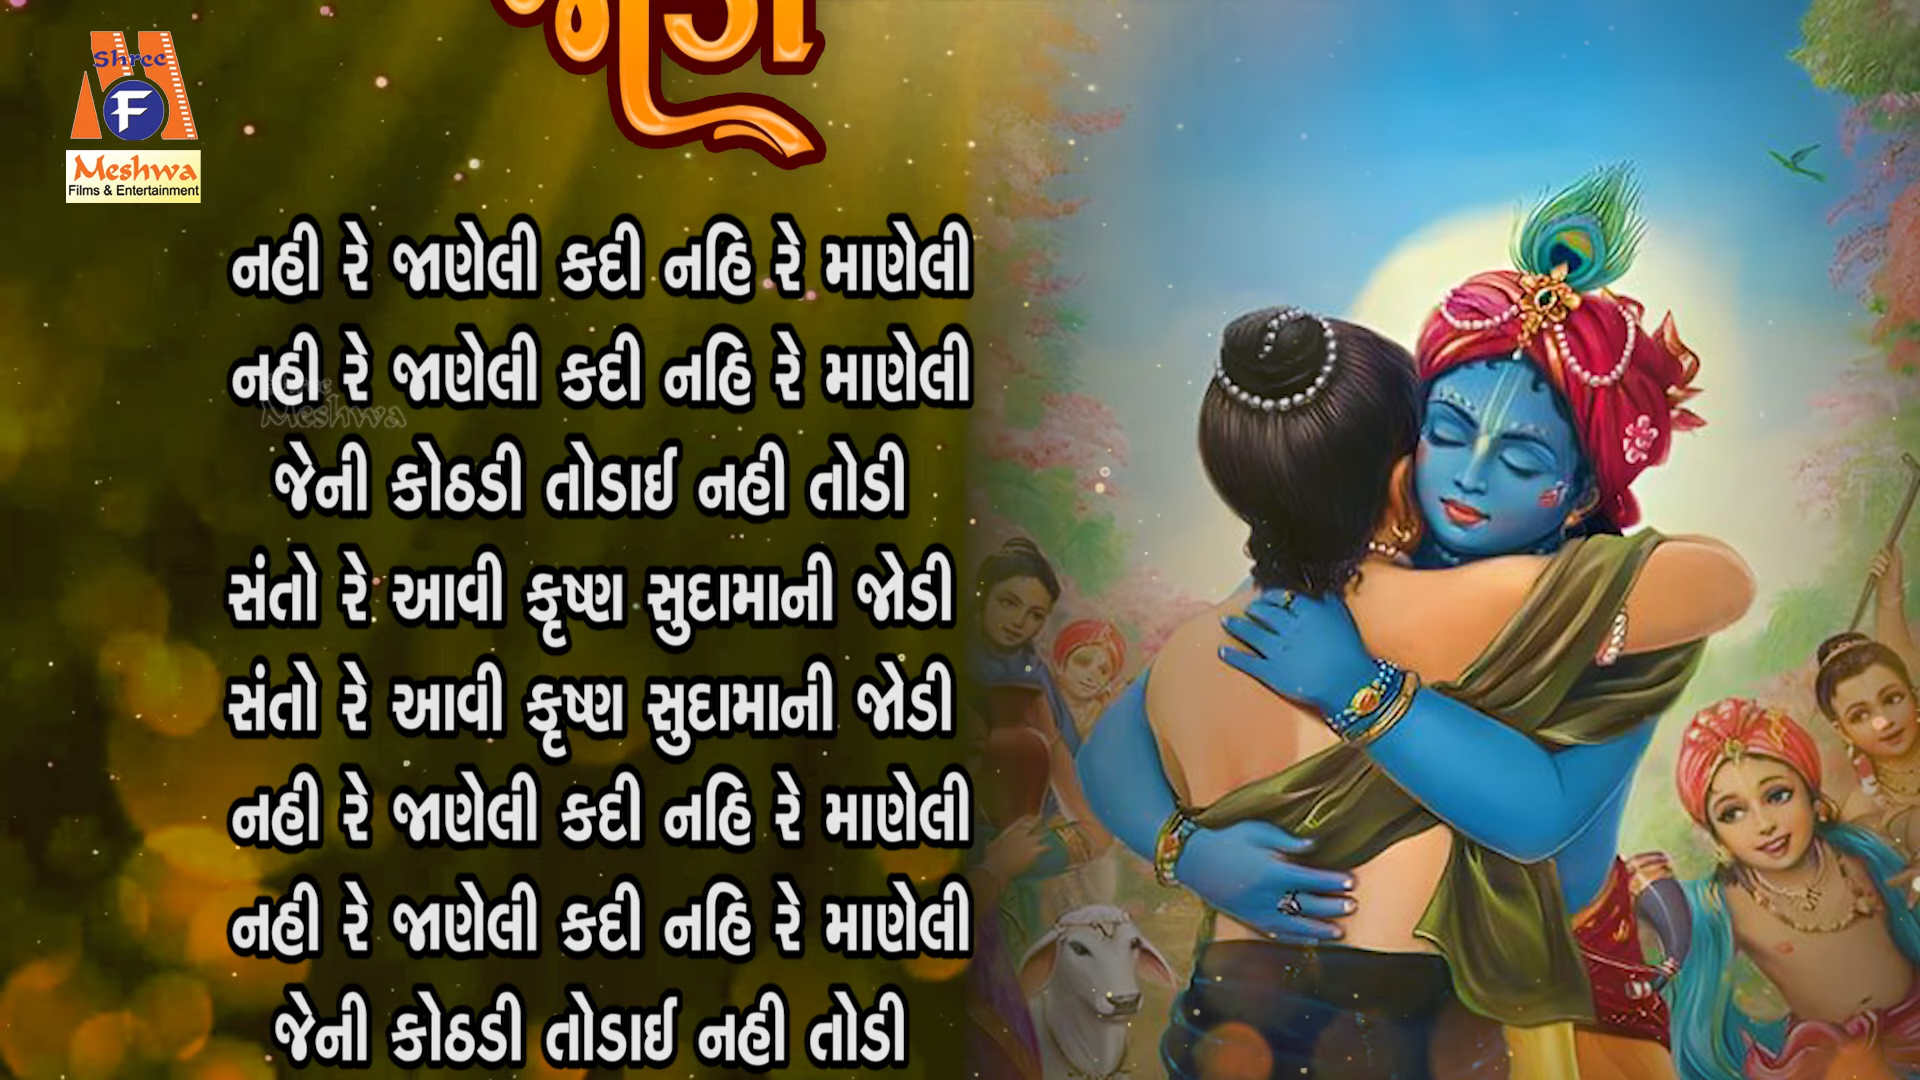 Shree
F
Meshwa
Films & Entertainment
નહી રે જાણેલી કદી નહિ રે માણેલી
નહી રે જાણેલી કદી નહિ રે માણેલી
Meshwa
જેની કોઠડી તોડાઈ નહી તોડી
સંતો રે આવી કૃષ્ણ સુદામાની જોડી
સંતો રે આવી કૃષ્ણ સુદામાની જોડી
નહી રે જાણેલી કદી નહિ રે માણેલી
નહી રે જાણેલી કદી નહિ રે માણેલી
જેની કોઠડી તોડાઈ નહી તોડી